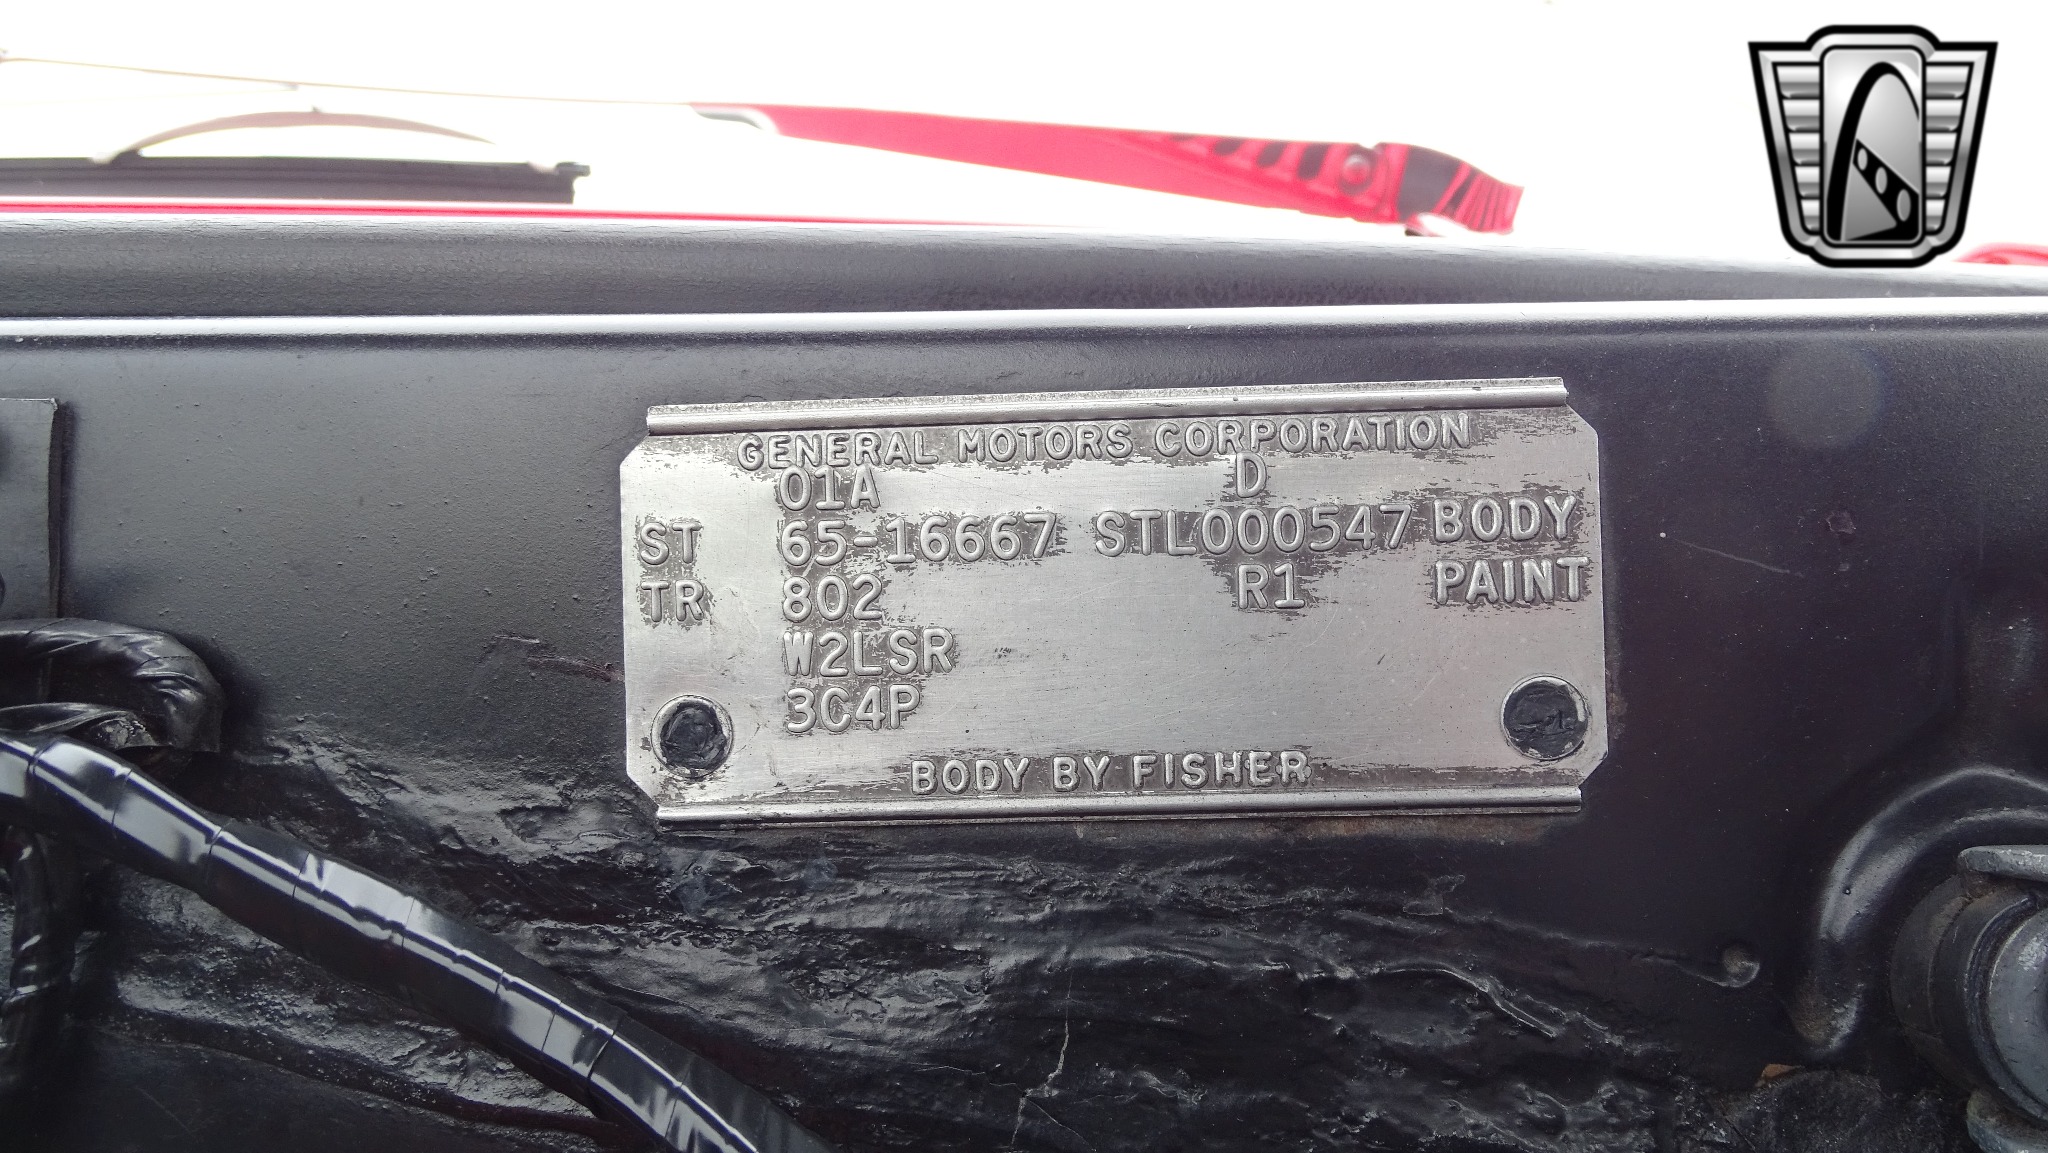 GENERAL MOTORS CORPORATION
01A D
ST 65-16667 STL000547 BODY
TR 802 R1 PAINT
W2LSR
3C4P
BODY BY FISHER